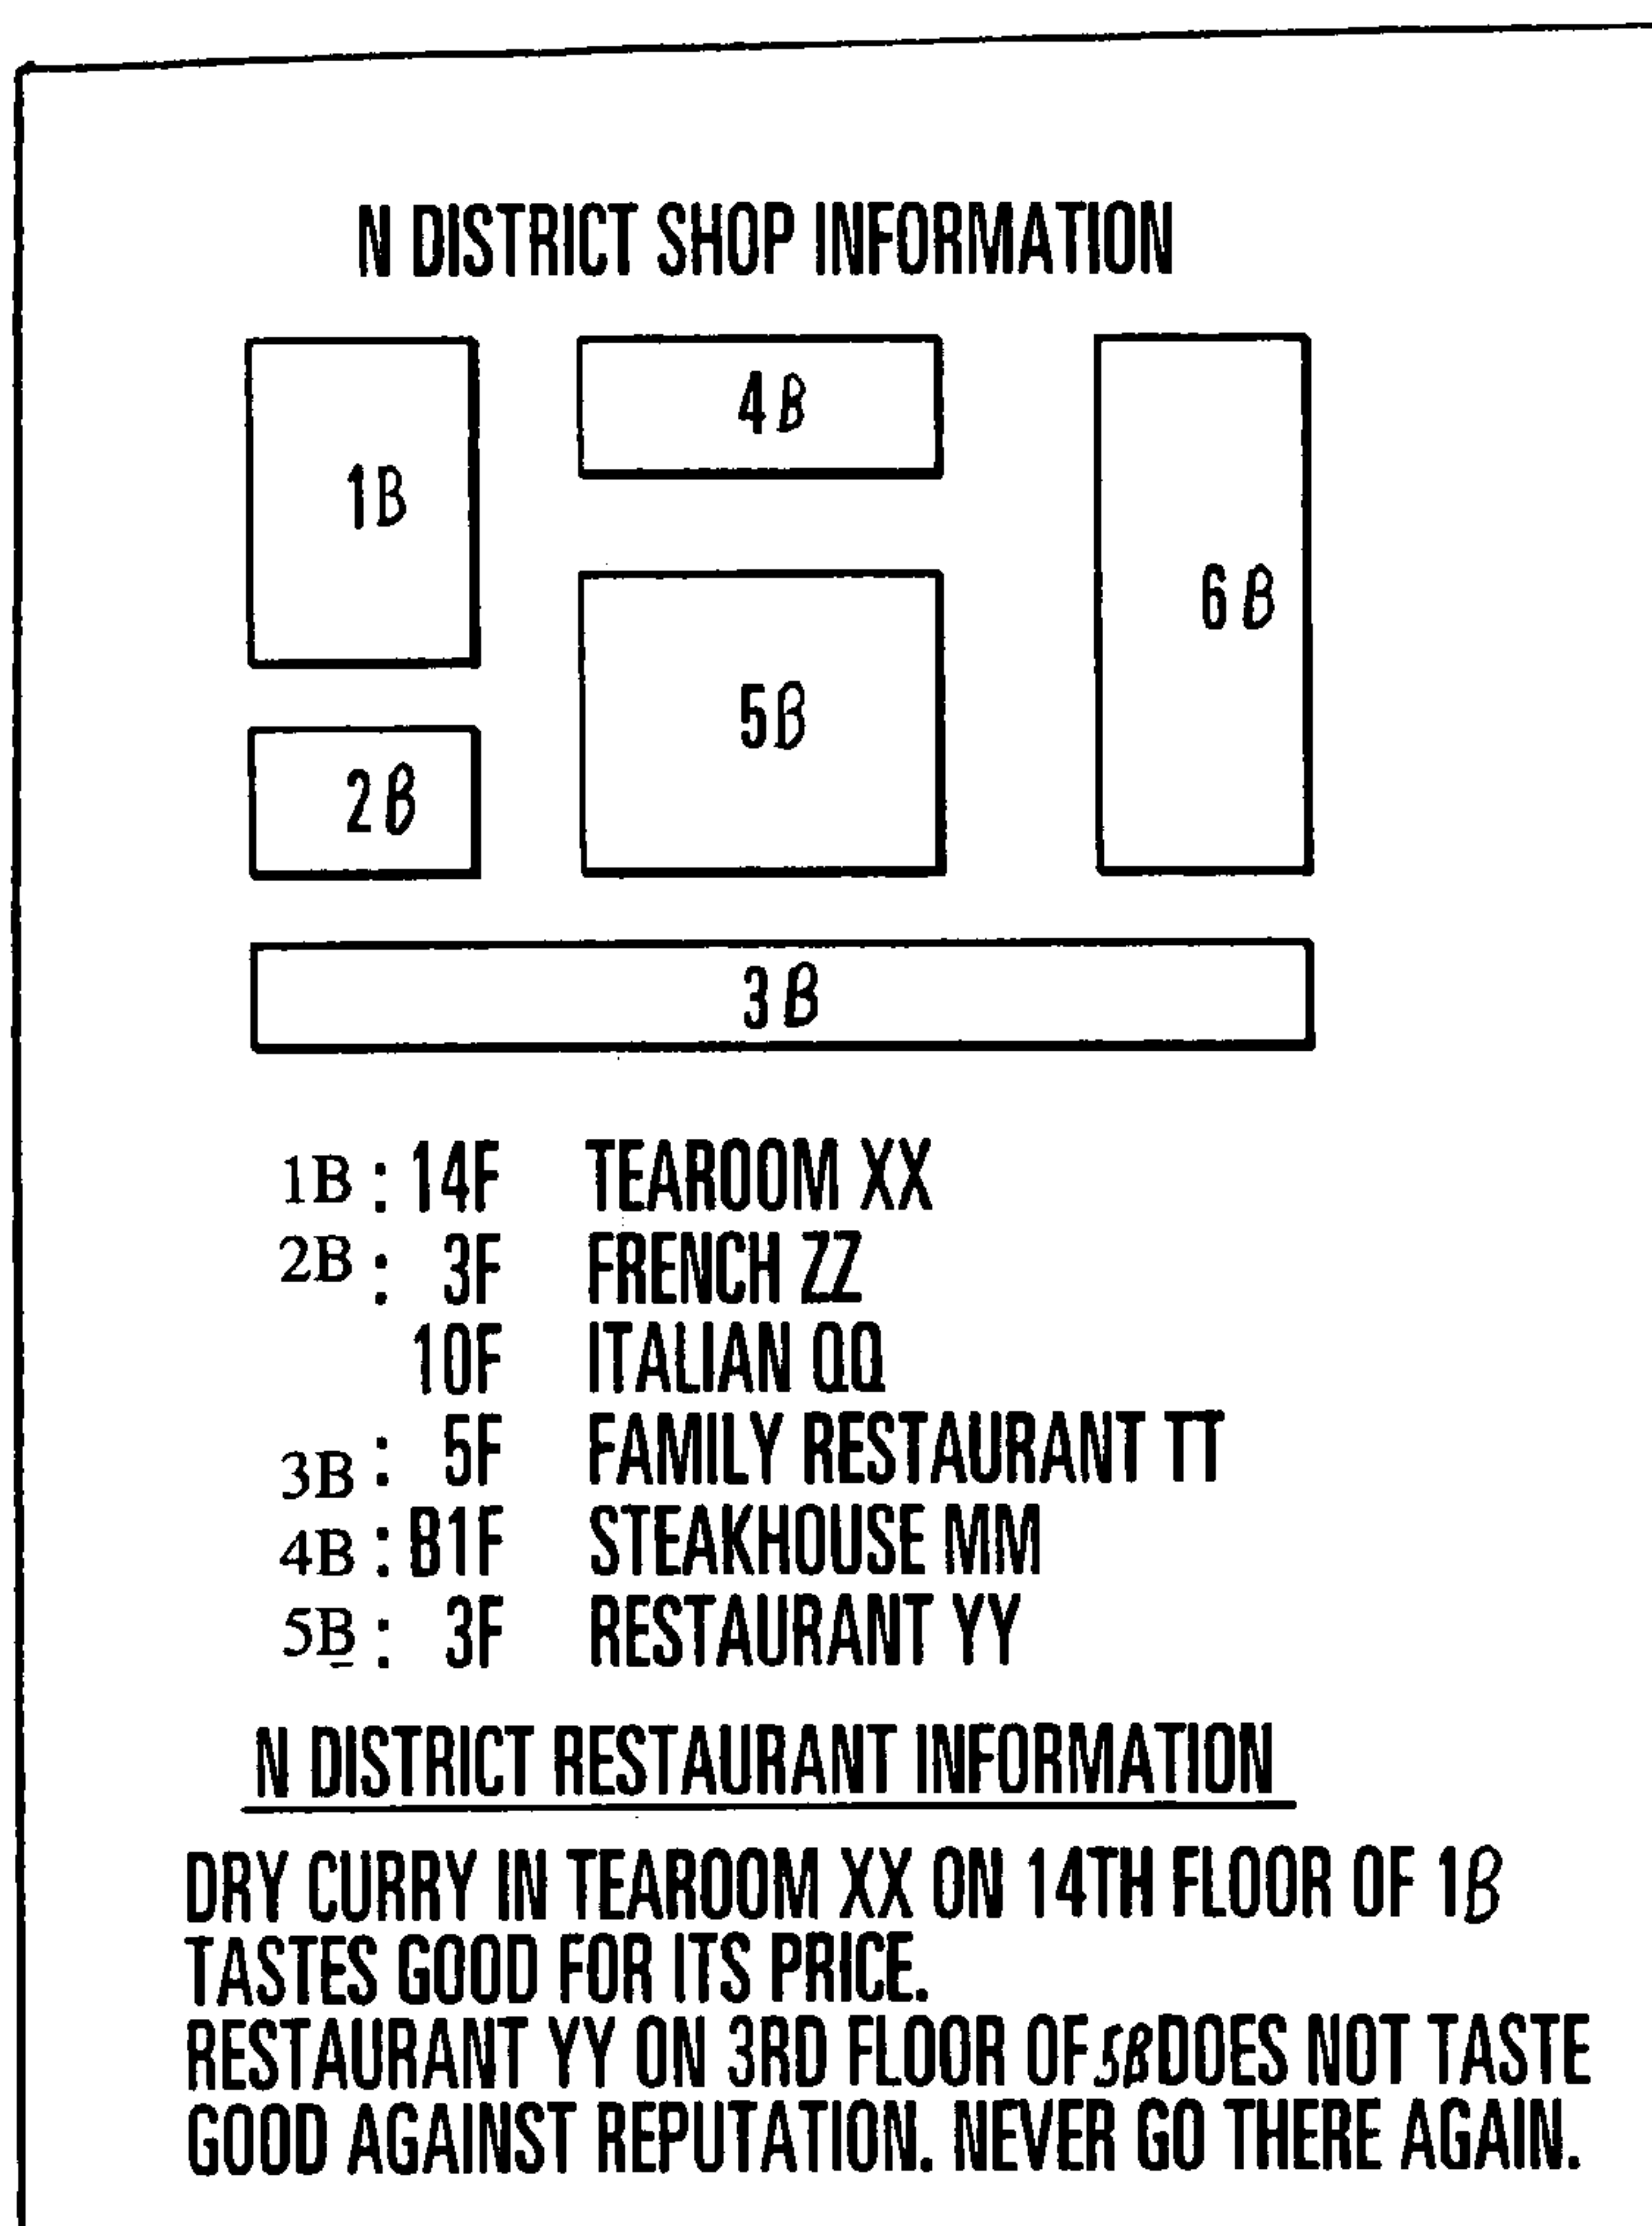 N DISTRICT SHOP INFORMATION
1B
4B
6B
5B
2B
3B
1B : 14F TEAROOM XX
2B : 3F FRENCH ZZ
10F ITALIAN QQ
3B : 5F FAMILY RESTAURANT TT
4B : B1F STEAKHOUSE MM
5B : 3F RESTAURANT YY
N DISTRICT RESTAURANT INFORMATION
DRY CURRY IN TEAROOM XX ON 14TH FLOOR OF 1B
TASTES GOOD FOR ITS PRICE.
RESTAURANT YY ON 3RD FLOOR OF 5B DOES NOT TASTE
GOOD AGAINST REPUTATION. NEVER GO THERE AGAIN.